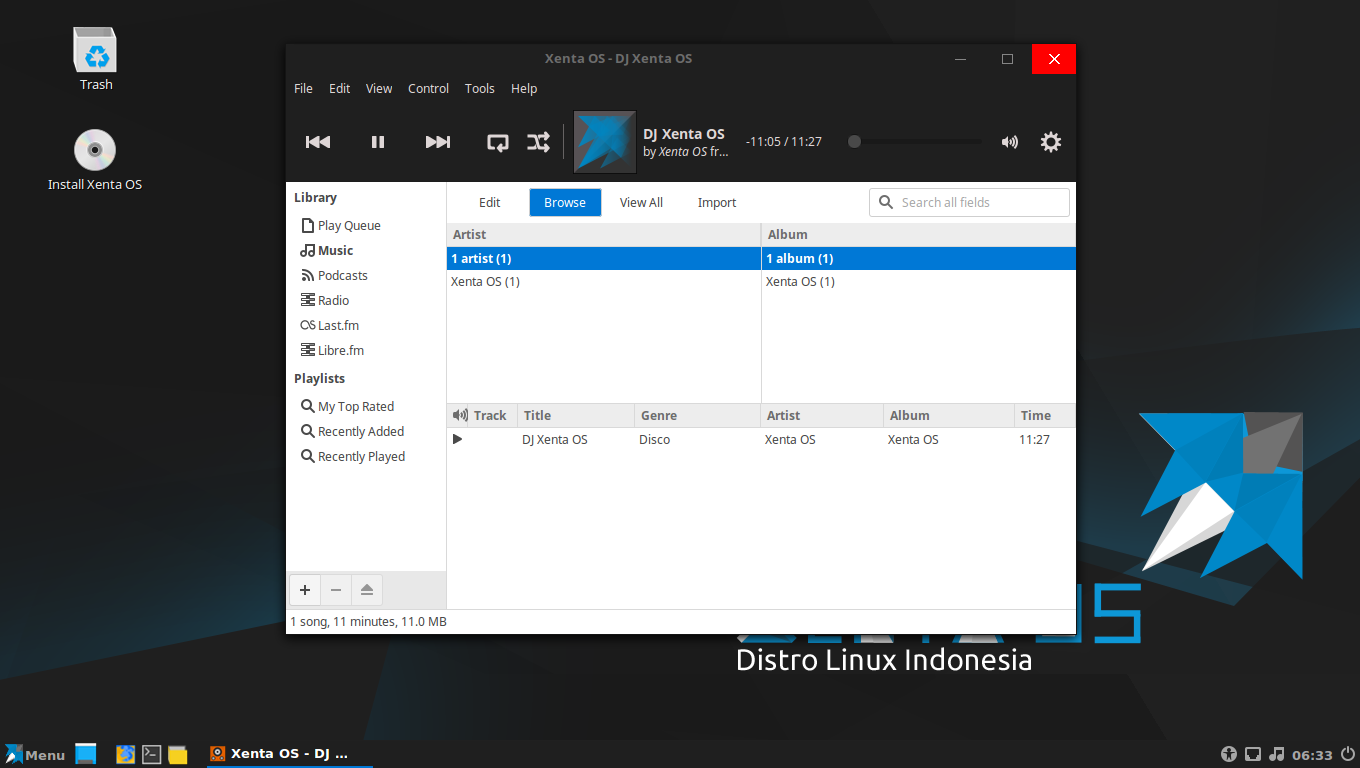 Trash
Install Xenta OS
Xenta OS - DJ Xenta OS
File Edit View Control Tools Help
DJ Xenta OS
by Xenta OS fr...
-11:05 / 11:27
Library
Play Queue
Music
Podcasts
Radio
Last.fm
Libre.fm
Playlists
My Top Rated
Recently Added
Recently Played
Edit Browse View All Import Search all fields
Artist Album
1 artist (1) 1 album (1)
Xenta OS (1) Xenta OS (1)
Track Title Genre Artist Album Time
DJ Xenta OS Disco Xenta OS Xenta OS 11:27
1 song, 11 minutes, 11.0 MB
Distro Linux Indonesia
Menu Xenta OS - DJ ... 06:33